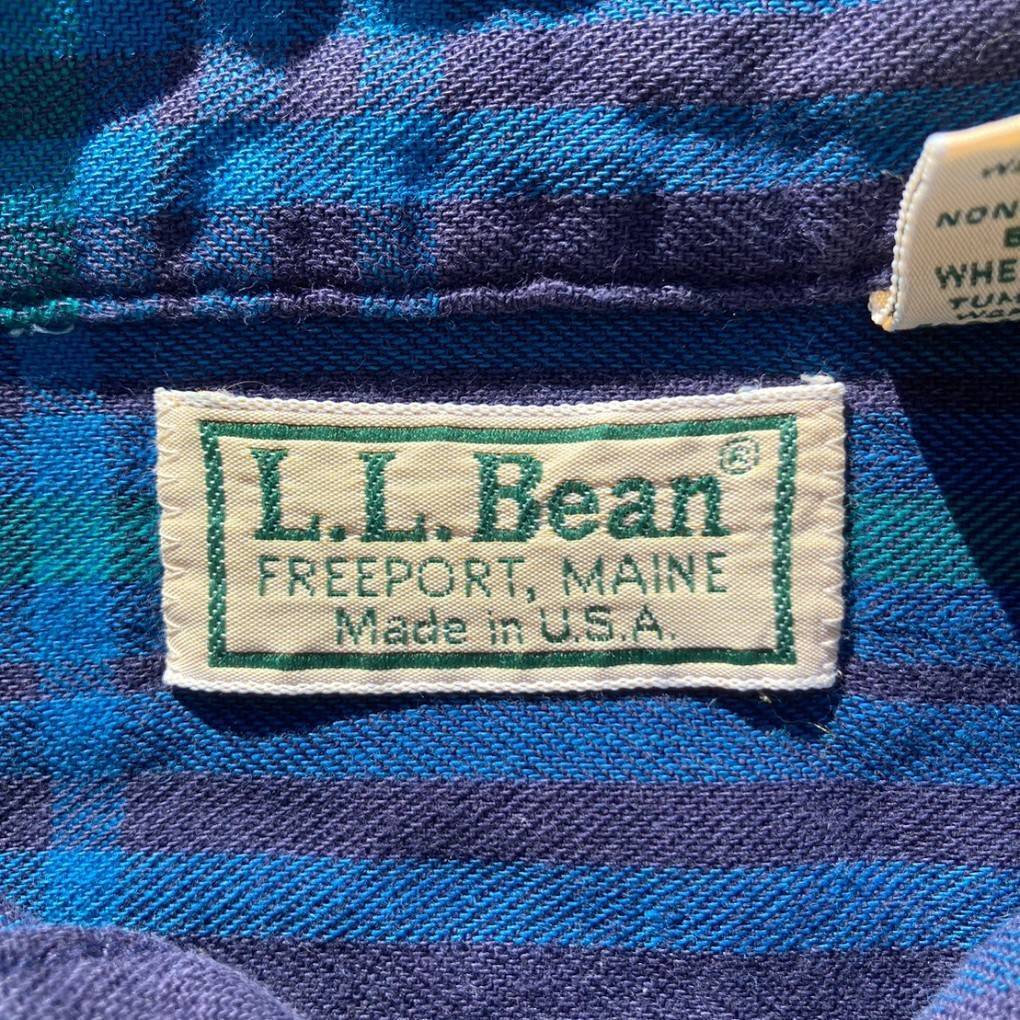 L.L.Bean®
FREEPORT, MAINE
Made in U.S.A.
NON
WHE
TUM